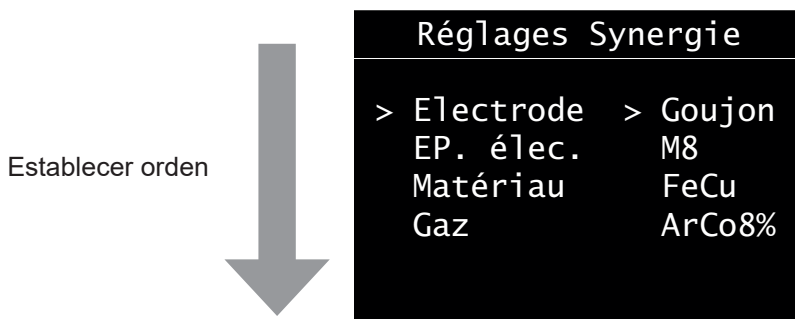 Establecer orden
Réglages Synergie
> Electrode > Goujon
EP. élec. M8
Matériau FeCu
Gaz ArCo8%